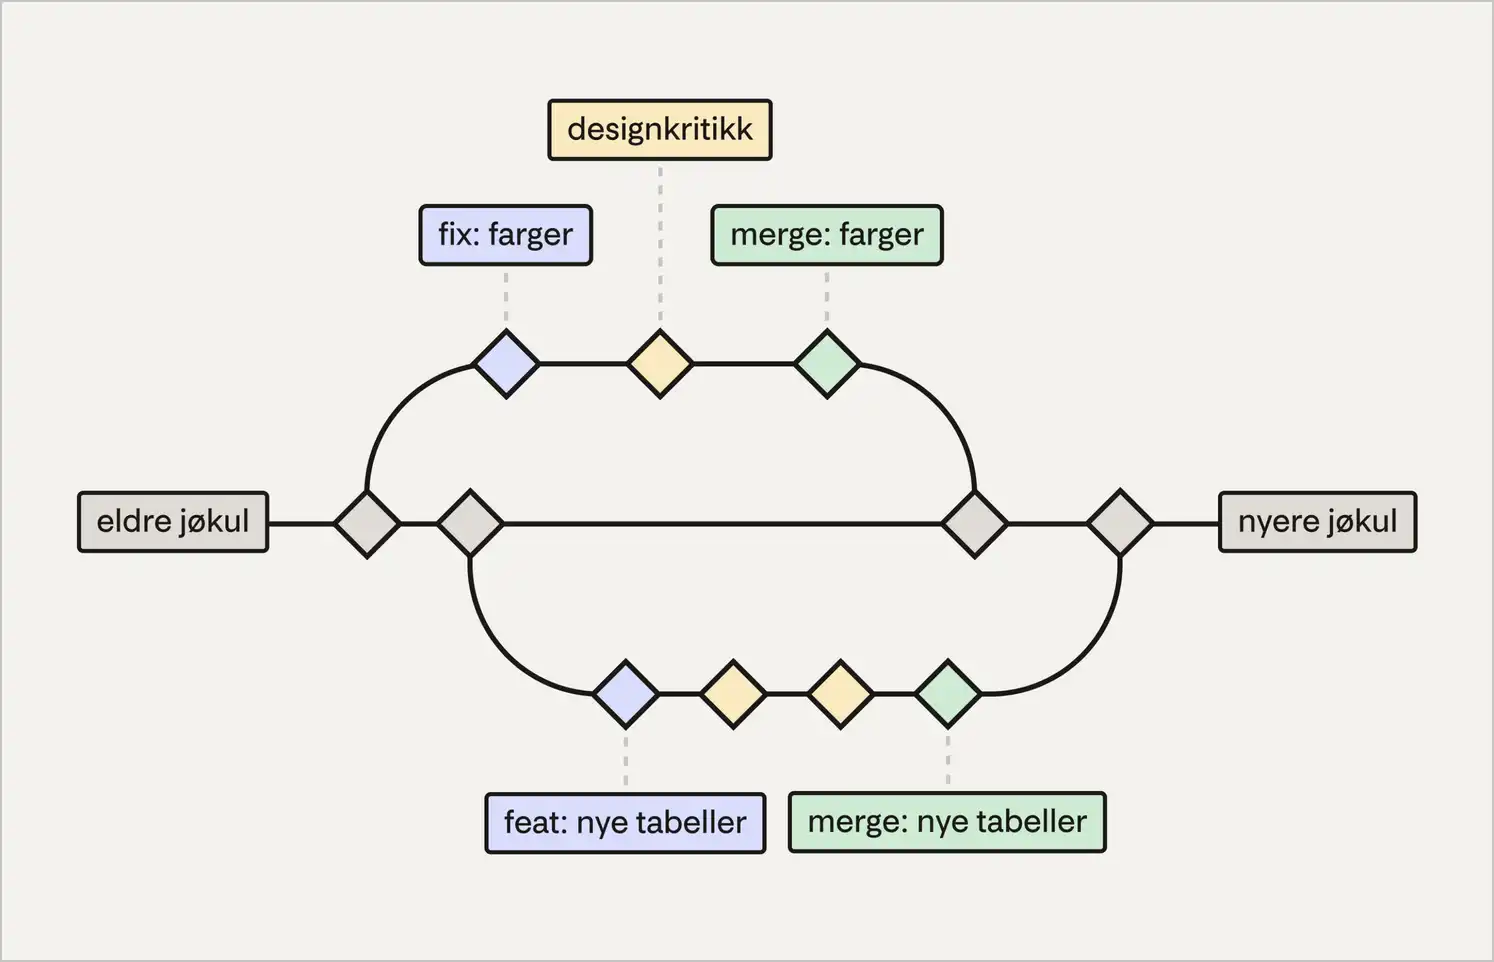 designkritikk
fix: farger
merge: farger
eldre jøkul
nyere jøkul
feat: nye tabeller
merge: nye tabeller